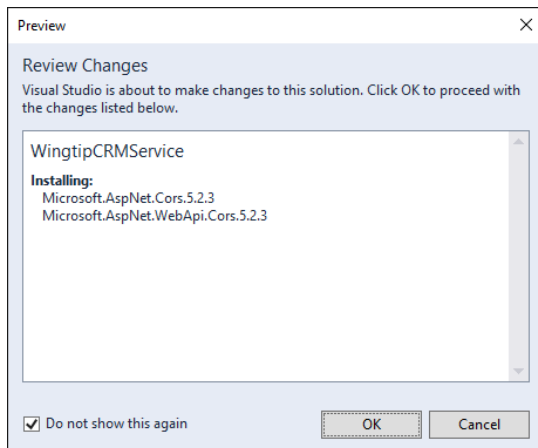 Preview
Review Changes
Visual Studio is about to make changes to this solution. Click OK to proceed with
the changes listed below.
WingtipCRMService
Installing:
Microsoft.AspNet.Cors.5.2.3
Microsoft.AspNet.WebApi.Cors.5.2.3
Do not show this again
OK
Cancel